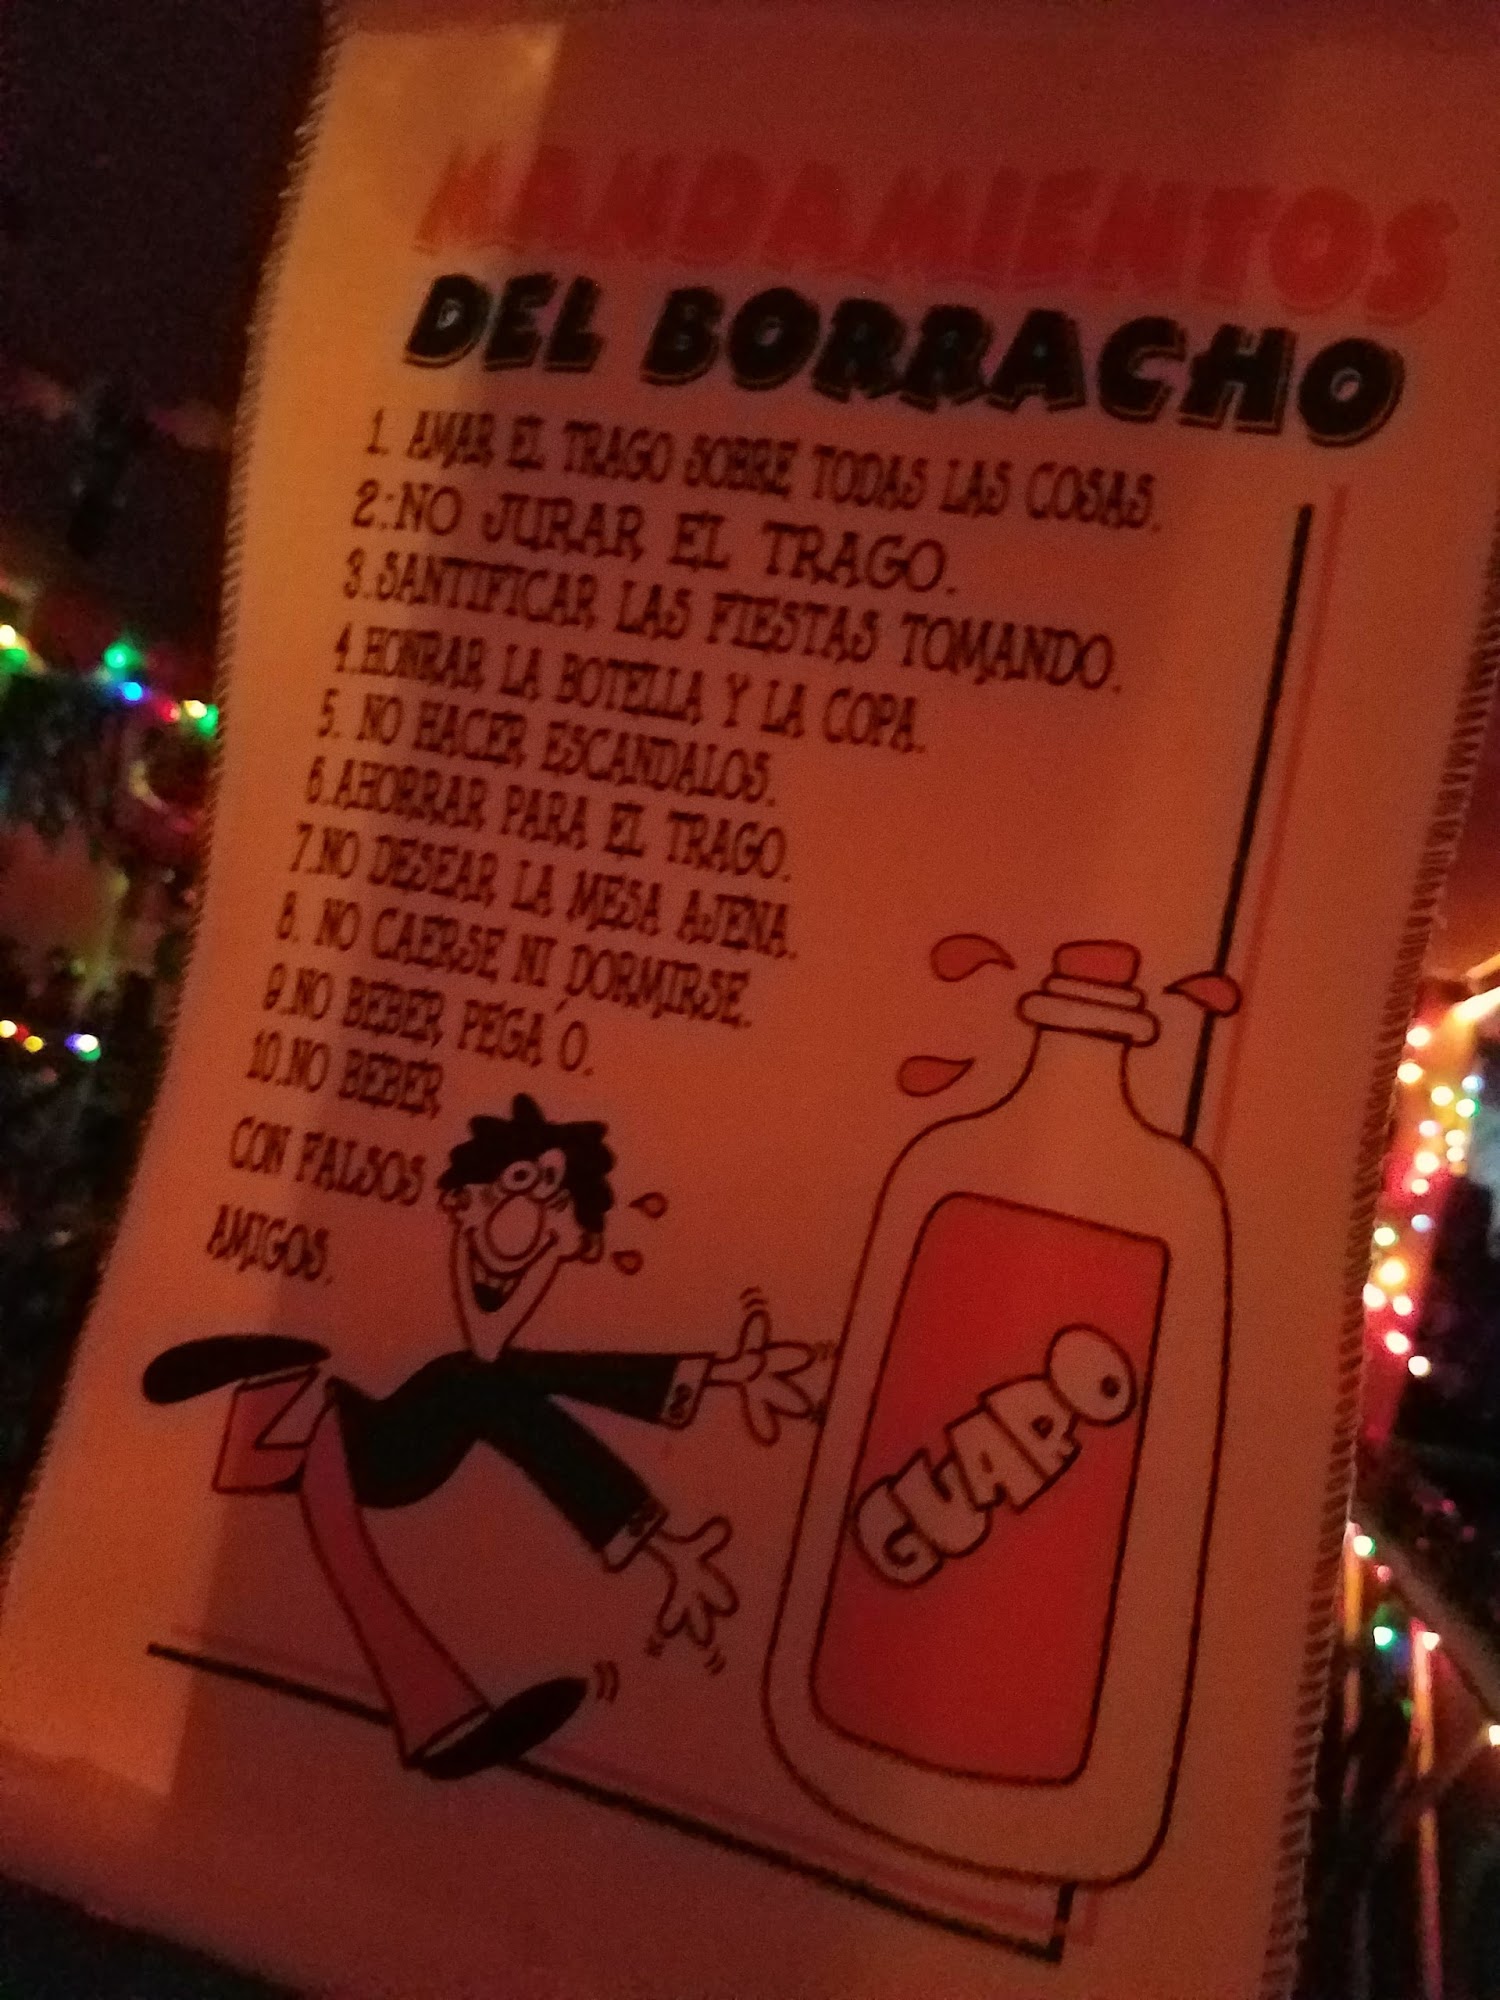 MANDAMIENTOS
DEL BORRACHO
1. AMAR EL TRAGO SOBRE TODAS LAS COSAS.
2.NO JURAR EL TRAGO.
3.SANTIFICAR LAS FIESTAS TOMANDO.
4.HONRAR LA BOTELLA Y LA COPA.
5. NO HACER ESCANDALOS.
6.AHORRAR PARA EL TRAGO.
7.NO DESEAR LA MESA AJENA.
8. NO CAERSE NI DORMIRSE.
9.NO BEBER PEGA´O.
10.NO BEBER
CON FALSOS
AMIGOS.
GUARO